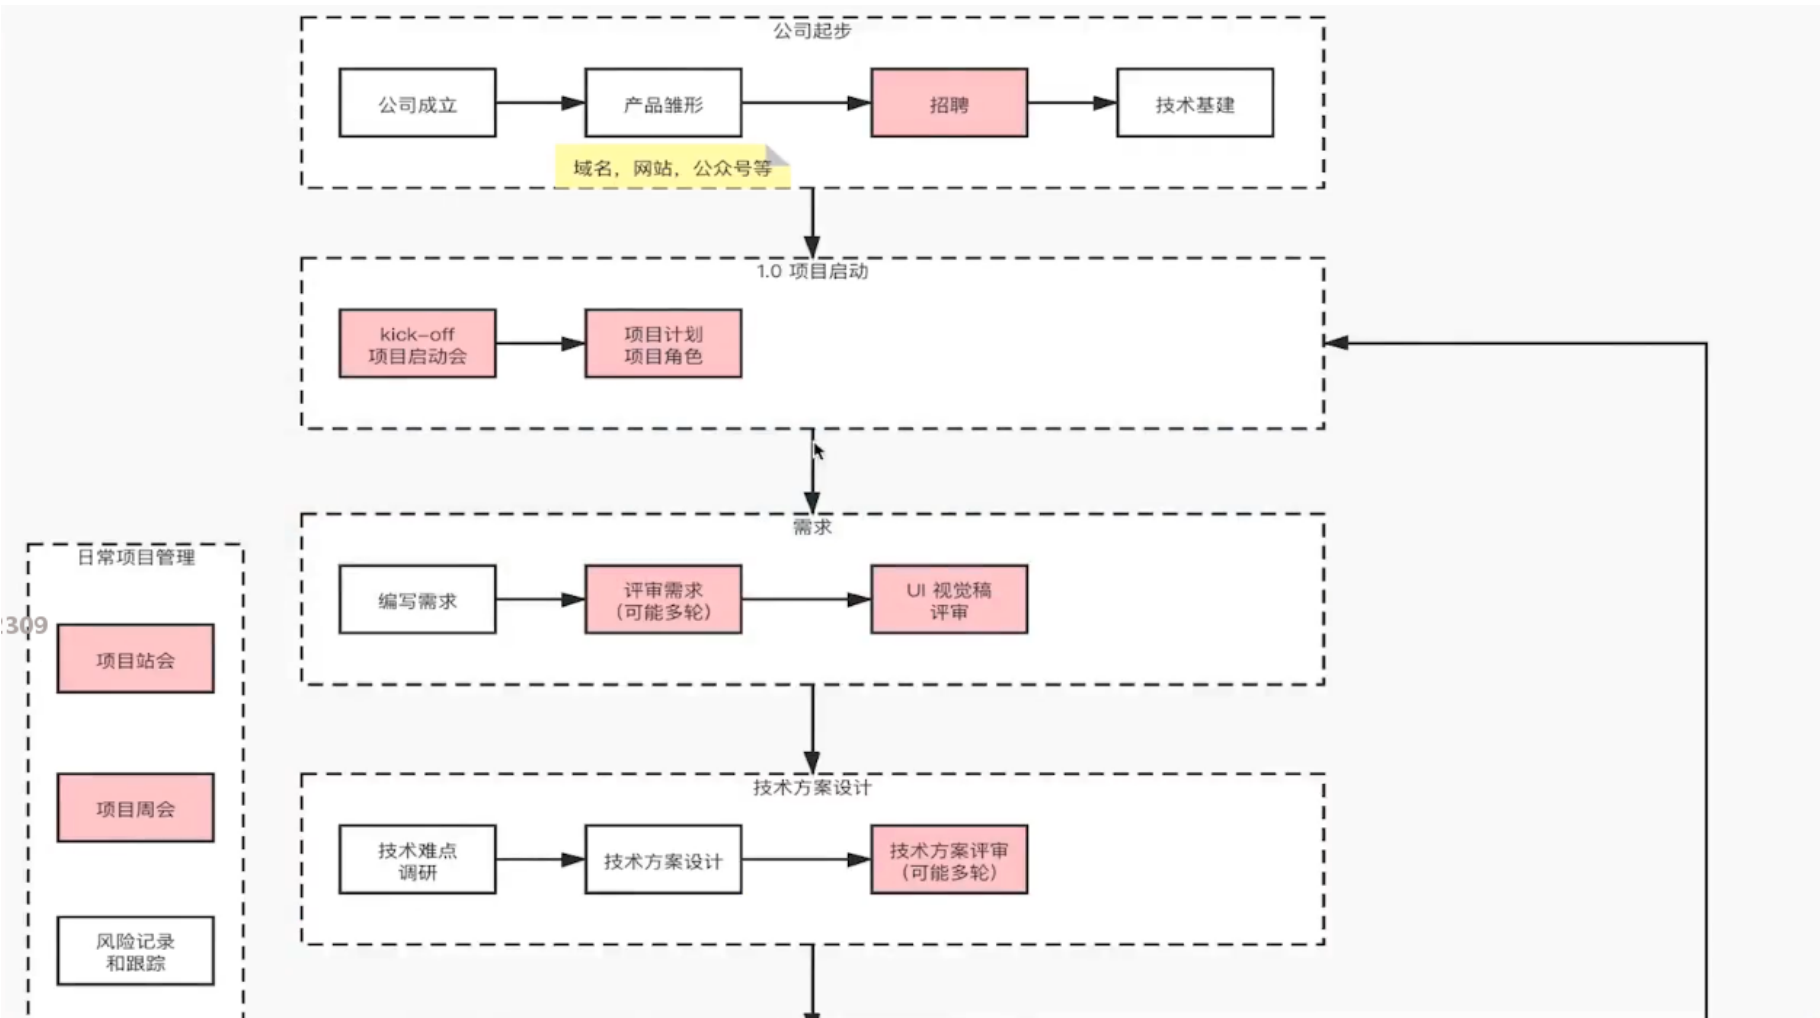 公司起步
公司成立
产品雏形
招聘
技术基建
域名，网站，公众号等
1.0 项目启动
kick-off
项目启动会
项目计划
项目角色
需求
编写需求
评审需求
（可能多轮）
UI 视觉稿
评审
日常项目管理
309
项目站会
项目周会
风险记录
和跟踪
技术方案设计
技术难点
调研
技术方案设计
技术方案评审
（可能多轮）